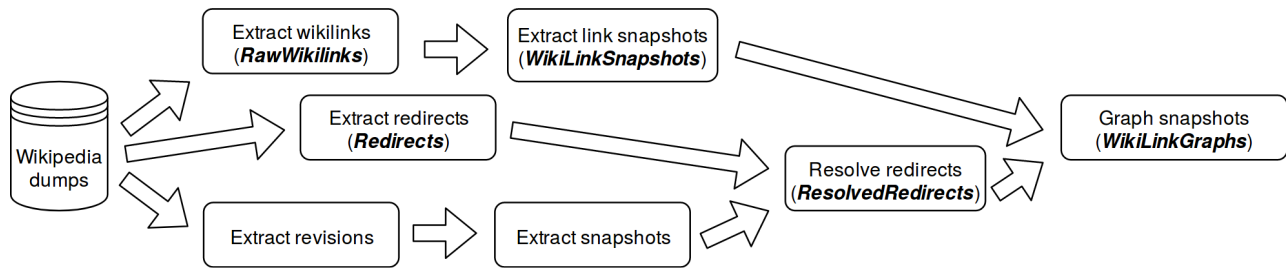 Wikipedia
dumps
Extract wikilinks
(RawWikilinks)
Extract link snapshots
(WikiLinkSnapshots)
Extract redirects
(Redirects)
Graph snapshots
(WikiLinkGraphs)
Resolve redirects
(ResolvedRedirects)
Extract revisions
Extract snapshots